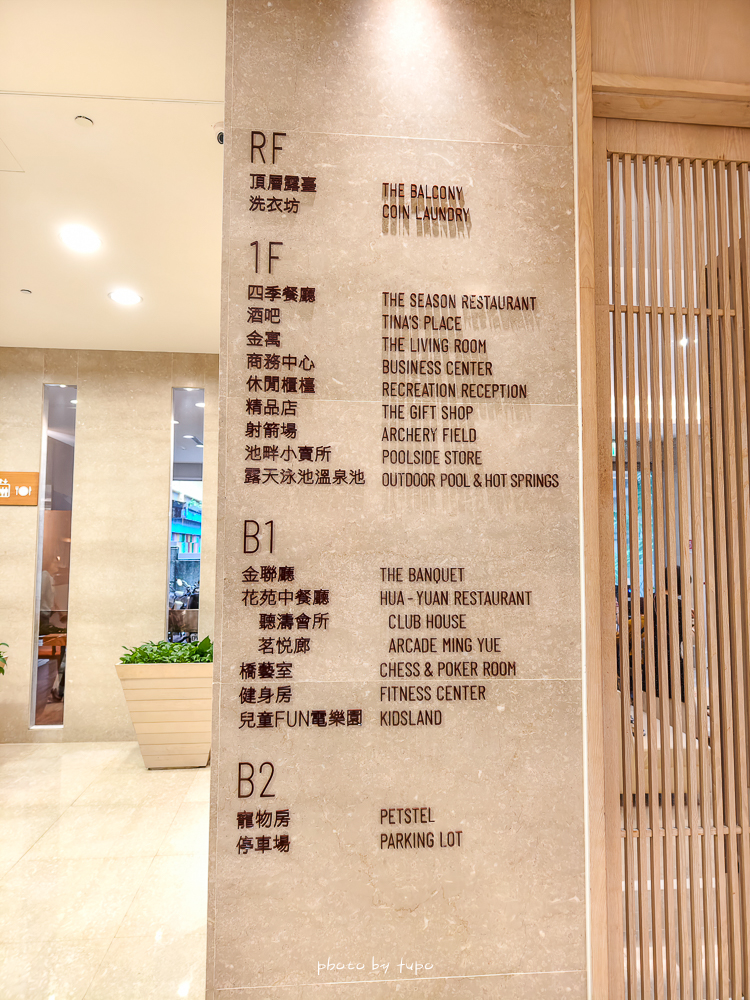 RF
頂層露臺 THE BALCONY
洗衣坊 COIN LAUNDRY
1F
四季餐廳 THE SEASON RESTAURANT
酒吧 TINA'S PLACE
金寓 THE LIVING ROOM
商務中心 BUSINESS CENTER
休閒櫃檯 RECREATION RECEPTION
精品店 THE GIFT SHOP
射箭場 ARCHERY FIELD
池畔小賣所 POOLSIDE STORE
露天泳池溫泉池 OUTDOOR POOL & HOT SPRINGS
B1
金聯廳 THE BANQUET
花苑中餐廳 HUA-YUAN RESTAURANT
聽濤會所 CLUB HOUSE
茗悅廊 ARCADE MING YUE
橋藝室 CHESS & POKER ROOM
健身房 FITNESS CENTER
兒童FUN電樂園 KIDSLAND
B2
寵物房 PETSTEL
停車場 PARKING LOT
photo by tupo